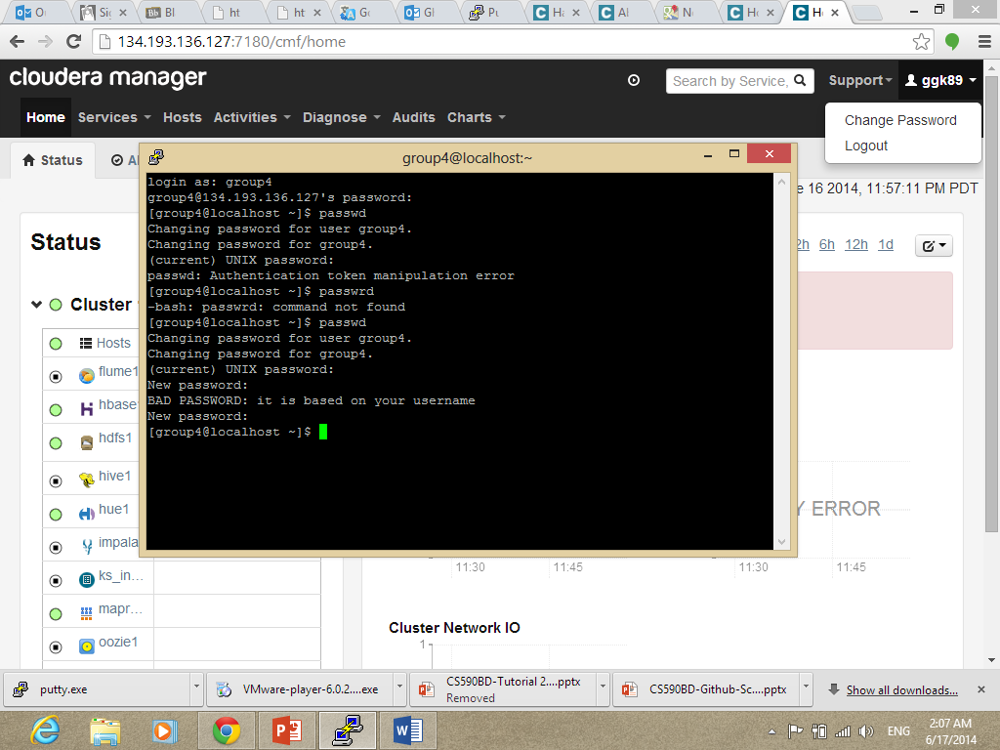 Si
Bl
ht
ht
G
Gl
Pu
Ha
Al
N
H
H
134.193.136.127:7180/cmf/home
cloudera manager
Search by Service,
Support
ggk89
Home
Services
Hosts
Activities
Diagnose
Audits
Charts
Change Password
Logout
Status
group4@localhost:~
e 16 2014, 11:57:11 PM PDT
login as: group4
group4@134.193.136.127's password:
[group4@localhost ~]$ passwd
Changing password for user group4.
Changing password for group4.
(current) UNIX password:
passwd: Authentication token manipulation error
[group4@localhost ~]$ passwrd
-bash: passwrd: command not found
[group4@localhost ~]$ passwd
Changing password for user group4.
Changing password for group4.
(current) UNIX password:
New password:
BAD PASSWORD: it is based on your username
New password:
[group4@localhost ~]$
Status
2h 6h 12h 1d
Cluster
Hosts
flume1
hbase
hdfs1
hive1
hue1
impala
ks_in...
mapr...
oozie1
Y ERROR
11:30 11:45 11:30 11:45
Cluster Network IO
1
putty.exe
VMware-player-6.0.2....exe
CS590BD-Tutorial 2....pptx
Removed
CS590BD-Github-Sc....pptx
Show all downloads...
ENG
2:07 AM
6/17/2014